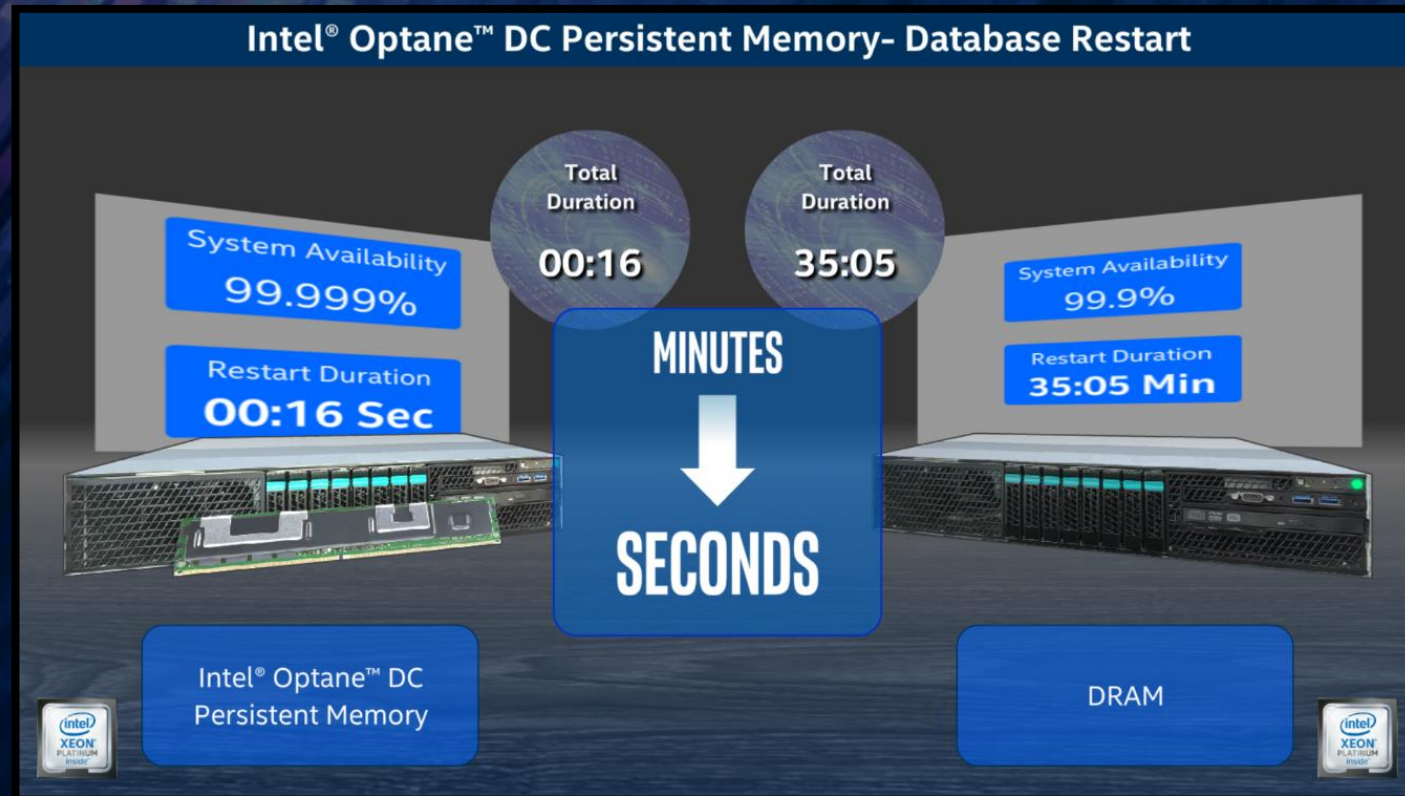 Intel® Optane™ DC Persistent Memory- Database Restart
Total
Duration
00:16
Total
Duration
35:05
System Availability
99.999%
Restart Duration
00:16 Sec
System Availability
99.9%
Restart Duration
35:05 Min
MINUTES
SECONDS
Intel® Optane™ DC
Persistent Memory
DRAM
intel
XEON
PLATINUM
inside
intel
XEON
PLATINUM
inside